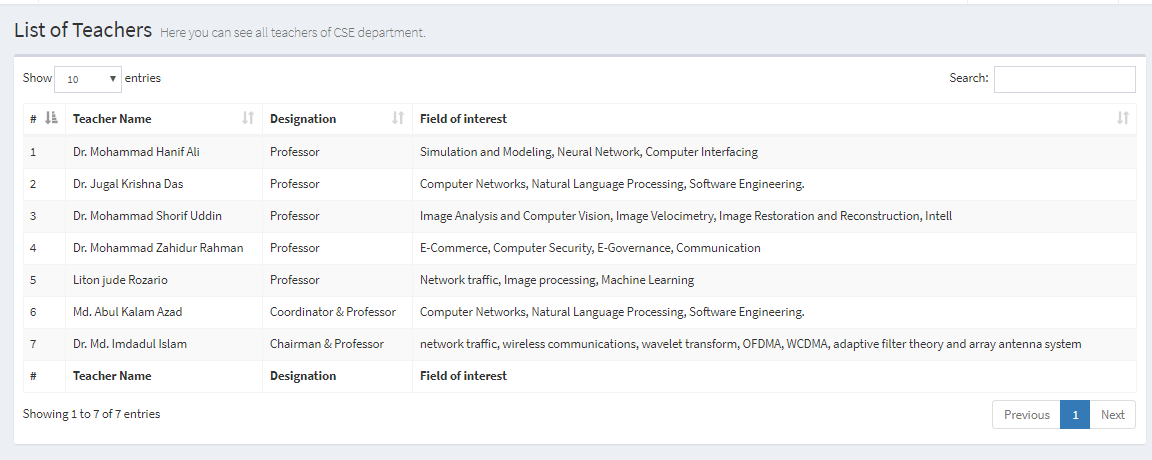 List of Teachers Here you can see all teachers of CSE department.
Show 10 entries Search:
# Teacher Name Designation Field of interest
1 Dr. Mohammad Hanif Ali Professor Simulation and Modeling, Neural Network, Computer Interfacing
2 Dr. Jugal Krishna Das Professor Computer Networks, Natural Language Processing, Software Engineering.
3 Dr. Mohammad Shorif Uddin Professor Image Analysis and Computer Vision, Image Velocimetry, Image Restoration and Reconstruction, Intell
4 Dr. Mohammad Zahidur Rahman Professor E-Commerce, Computer Security, E-Governance, Communication
5 Liton jude Rozario Professor Network traffic, Image processing, Machine Learning
6 Md. Abul Kalam Azad Coordinator & Professor Computer Networks, Natural Language Processing, Software Engineering.
7 Dr. Md. Imdadul Islam Chairman & Professor network traffic, wireless communications, wavelet transform, OFDMA, WCDMA, adaptive filter theory and array antenna system
# Teacher Name Designation Field of interest
Showing 1 to 7 of 7 entries Previous 1 Next